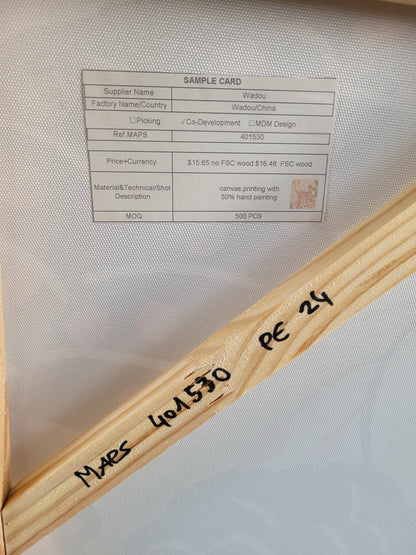 SAMPLE CARD
Supplier Name Wadou
Factory Name/Country Wadou/China
☐Picking √Co-Development ☐MDM Design
Ref MAPS 401530
Price+Currency $15.65 no FSC wood,$16.48 FSC wood
Material&Technical/Shot Description canvas printing with 50% hand painting
MOQ 500 PCS
MAPS 401530 PE 24